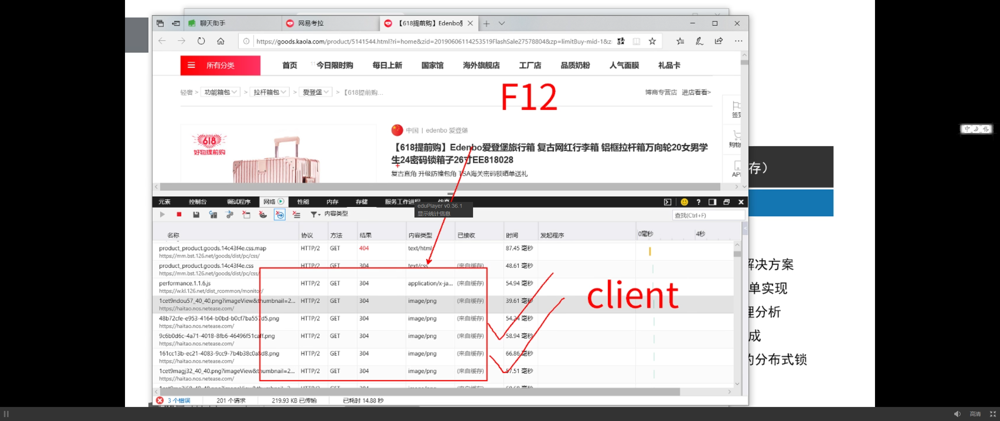 聊天助手
网易考拉
【618提前购】Edenbo爱
https://goods.kaola.com/product/5141544.html?ri=home&zid=20190606114253519FlashSale27578804&zp=limitBuy-mid-1&z
所有分类
首页
今日限时购
每日上新
国家馆
海外旗舰店
工厂店
品质奶粉
人气面膜
礼品卡
F12
轻奢 > 功能箱包 > 拉杆箱包 > 爱登堡 > 【618提前购...
博商专营店 进店看看>
签到
购物
APP
618
好物提前购
中国 | edenbo 爱登堡
【618提前购】Edenbo爱登堡旅行箱 复古网红行李箱 铝框拉杆箱万向轮20女男学
生24密码锁箱子26寸EE818028
复古直角 升级防撞包角 TSA海关密码锁晒单送礼
元素 控制台 调试程序 网络 性能 内存 存储 服务工作进程 仿真
eduPlayer v0.36.1
显示统计信息
内容类型
查找(Ctrl+F)
名称 协议 方法 结果 内容类型 已接收 时间 发起程序 0毫秒 4秒
product_product.goods.14c43f4e.css.map HTTP/2 GET 404 text/html 87.45 毫秒
https://mm.bst.126.net/goods/dist/pc/css/
product_product.goods.14c43f4e.css HTTP/2 GET 304 text/css (来自缓存) 48.61 毫秒
https://mm.bst.126.net/goods/dist/pc/css/
performance.1.1.6.js HTTP/2 GET 304 application/x-ja... (来自缓存) 54.94 毫秒
https://w.kl.126.net/dist_rcommon/monitor/
1cet9ndou57_40_40.png?imageView&thumbnail=2... HTTP/2 GET 304 image/png (来自缓存) 39.61 毫秒
https://haitao.nos.netease.com/
48b72cfe-e953-4164-b0bd-b0cf7ba557d5.png HTTP/2 GET 304 image/png (来自缓存) 54.24 毫秒
https://haitao.nos.netease.com/
9c6b0d6c-4a71-4018-8fb6-46496f51caff.png HTTP/2 GET 304 image/png (来自缓存) 58.94 毫秒
https://haitao.nos.netease.com/
161cc13b-ec21-4083-9cc9-7b4b38c0a8d8.png HTTP/2 GET 304 image/png (来自缓存) 66.86 毫秒
https://haitao.nos.netease.com/
1cet9magj32_40_40.png?imageView&thumbnail=2... HTTP/2 GET 304 image/png (来自缓存) 57.51 毫秒
https://haitao.nos.netease.com/
client
3 个错误 201 个请求 219.93 KB 已传输 已耗时 14.88 秒
存）
解决方案
单实现
理分析
成
的分布式锁
中
高清